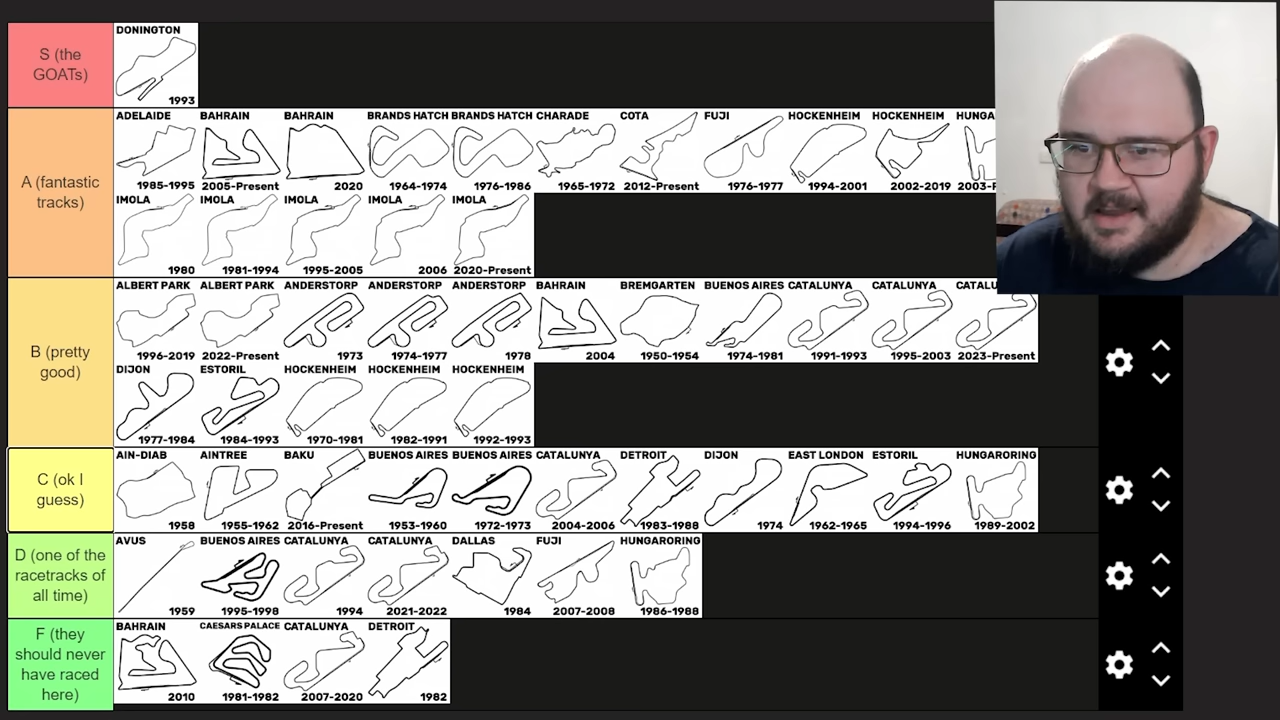 S (the
GOATs)
DONINGTON
1993
A (fantastic
tracks)
ADELAIDE BAHRAIN BAHRAIN BRANDS HATCH BRANDS HATCH CHARADE COTA FUJI HOCKENHEIM HOCKENHEIM HUNGA
1985-1995 2005-Present 2020 1964-1974 1976-1986 1965-1972 2012-Present 1976-1977 1994-2001 2002-2019 2003-P
IMOLA IMOLA IMOLA IMOLA IMOLA
1980 1981-1994 1995-2005 2006 2020-Present
B (pretty
good)
ALBERT PARK ALBERT PARK ANDERSTORP ANDERSTORP ANDERSTORP BAHRAIN BREMGARTEN BUENOS AIRES CATALUNYA CATALUNYA CATALU
1996-2019 2022-Present 1973 1974-1977 1978 2004 1950-1954 1974-1981 1991-1993 1995-2003 2023-Present
DIJON ESTORIL HOCKENHEIM HOCKENHEIM HOCKENHEIM
1977-1984 1984-1993 1970-1981 1982-1991 1992-1993
C (ok I
guess)
AIN-DIAB AINTREE BAKU BUENOS AIRES BUENOS AIRES CATALUNYA DETROIT DIJON EAST LONDON ESTORIL HUNGARORING
1958 1955-1962 2016-Present 1953-1960 1972-1973 2004-2006 1983-1988 1974 1962-1965 1994-1996 1989-2002
D (one of the
racetracks of
all time)
AVUS BUENOS AIRES CATALUNYA CATALUNYA DALLAS FUJI HUNGARORING
1959 1995-1998 1994 2021-2022 1984 2007-2008 1986-1988
F (they
should never
have raced
here)
BAHRAIN CAESARS PALACE CATALUNYA DETROIT
2010 1981-1982 2007-2020 1982